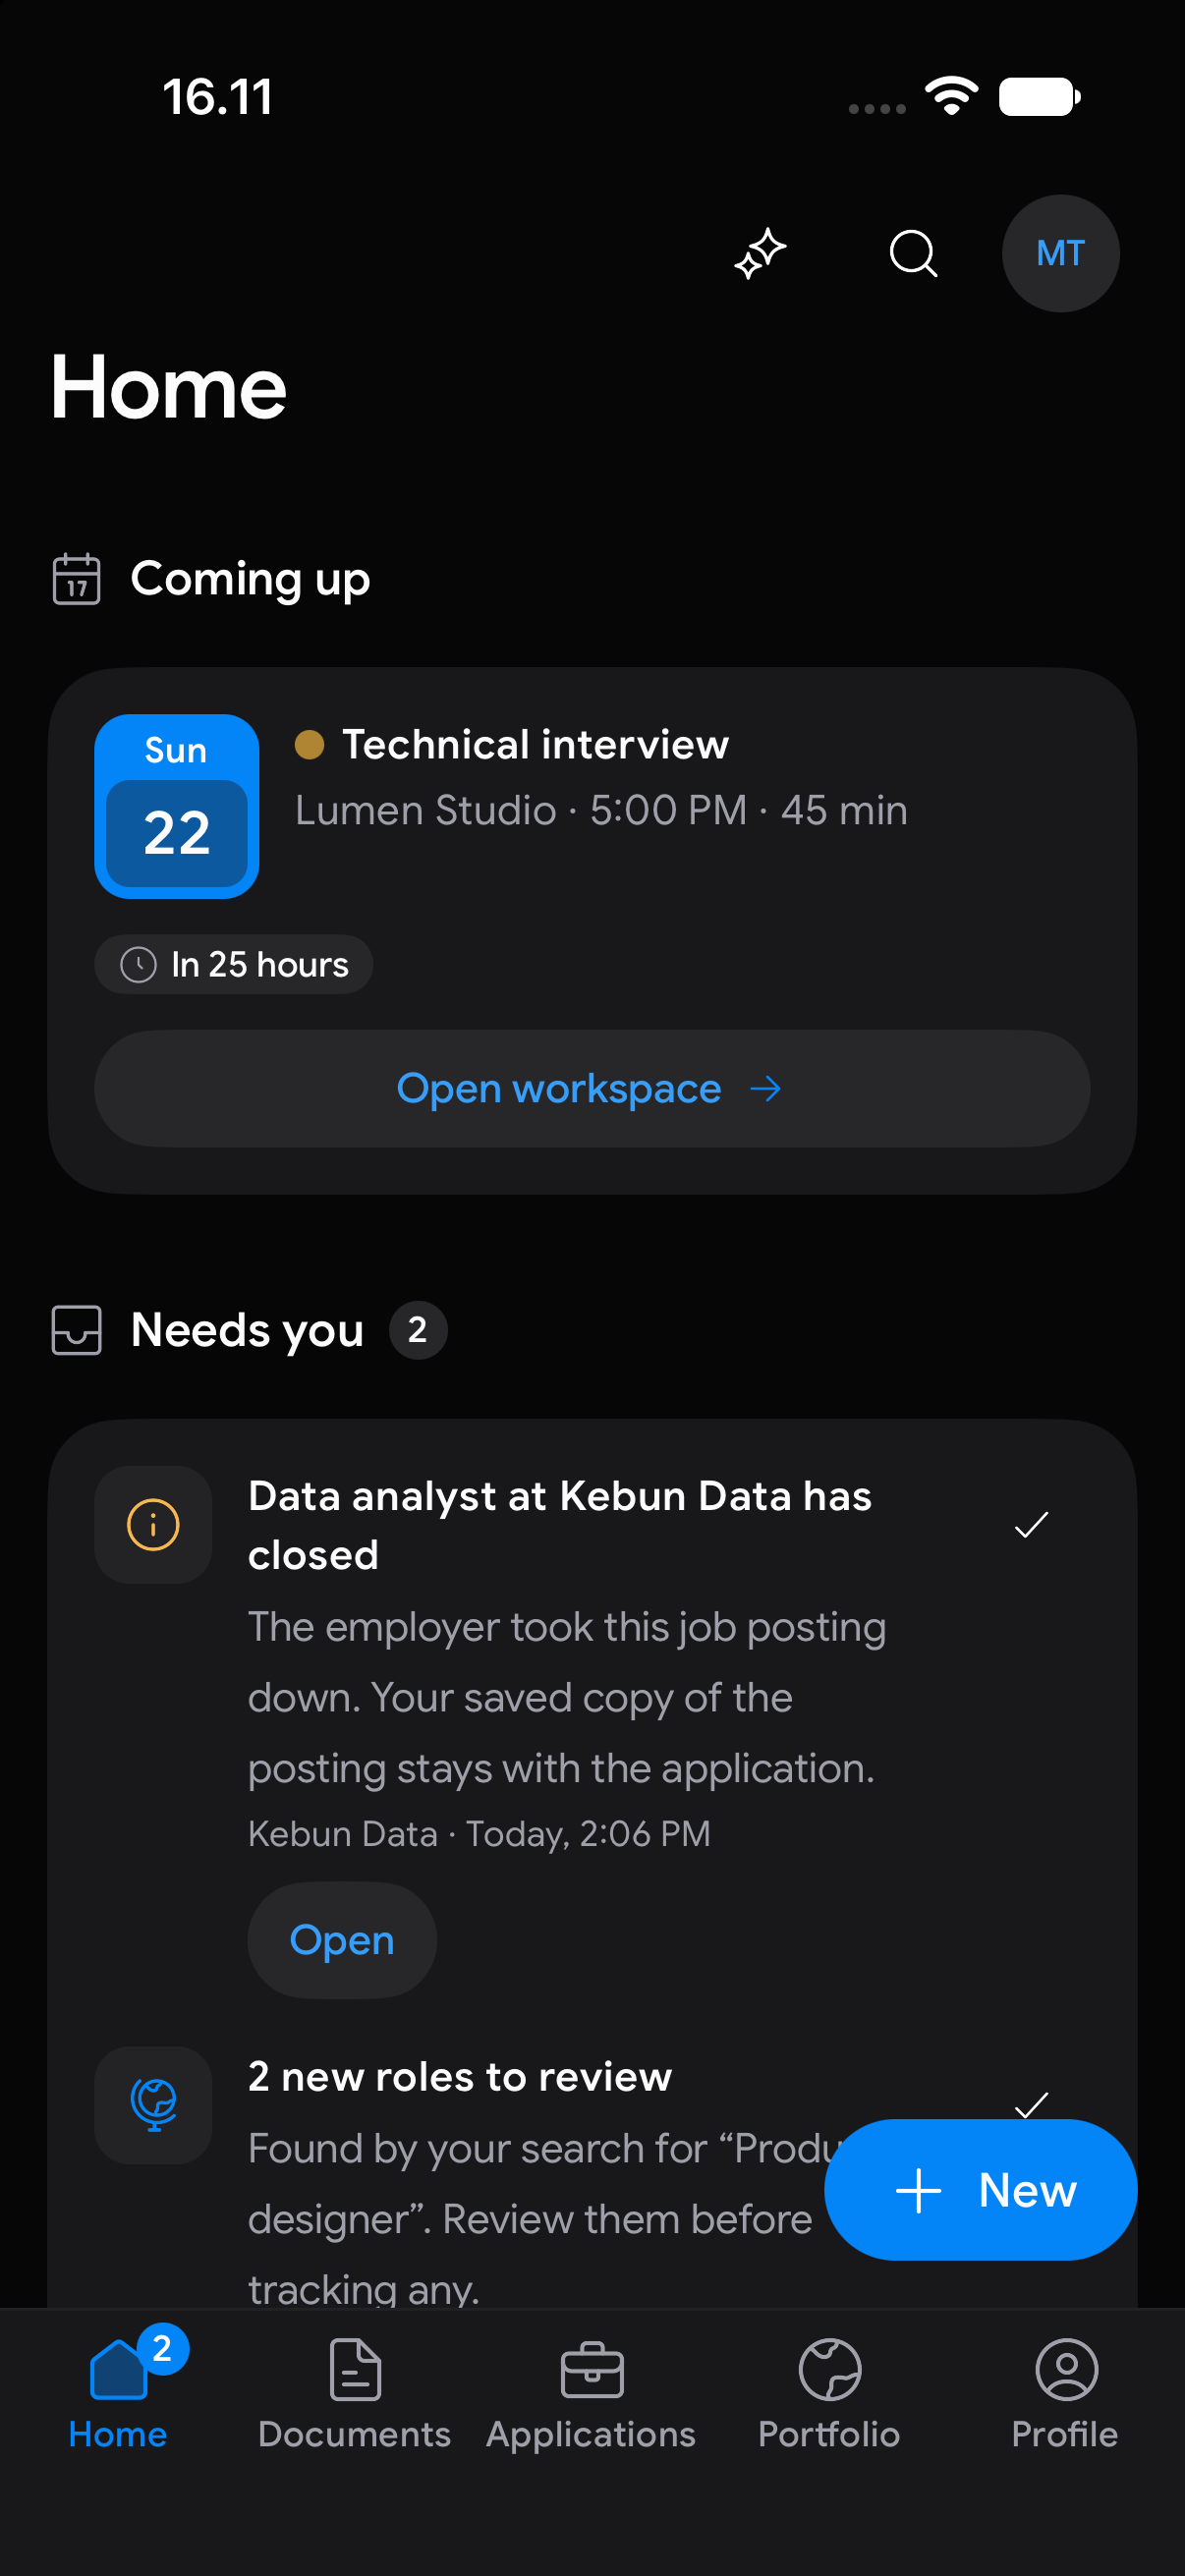 16.11
MT
Home
17
Coming up
Sun
22
Technical interview
Lumen Studio · 5:00 PM · 45 min
In 25 hours
Open workspace
Needs you
2
Data analyst at Kebun Data has
closed
The employer took this job posting
down. Your saved copy of the
posting stays with the application.
Kebun Data · Today, 2:06 PM
Open
2 new roles to review
Found by your search for “Produ
designer”. Review them before
tracking any.
New
2
Home
Documents
Applications
Portfolio
Profile